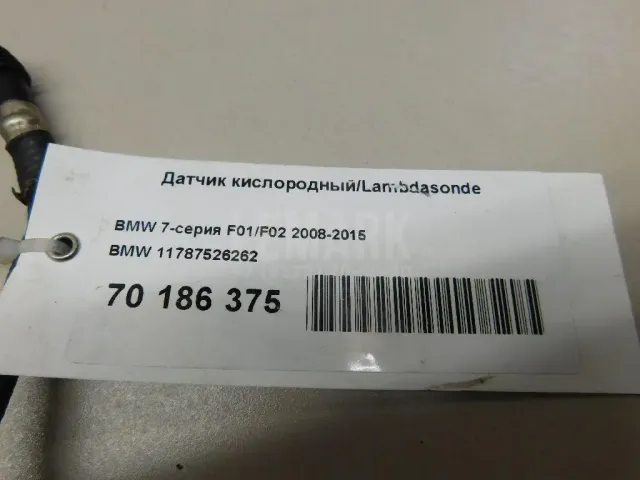 Датчик кислородный/Lambdasonde
BMW 7-серия F01/F02 2008-2015
BMW 11787526262
70 186 375